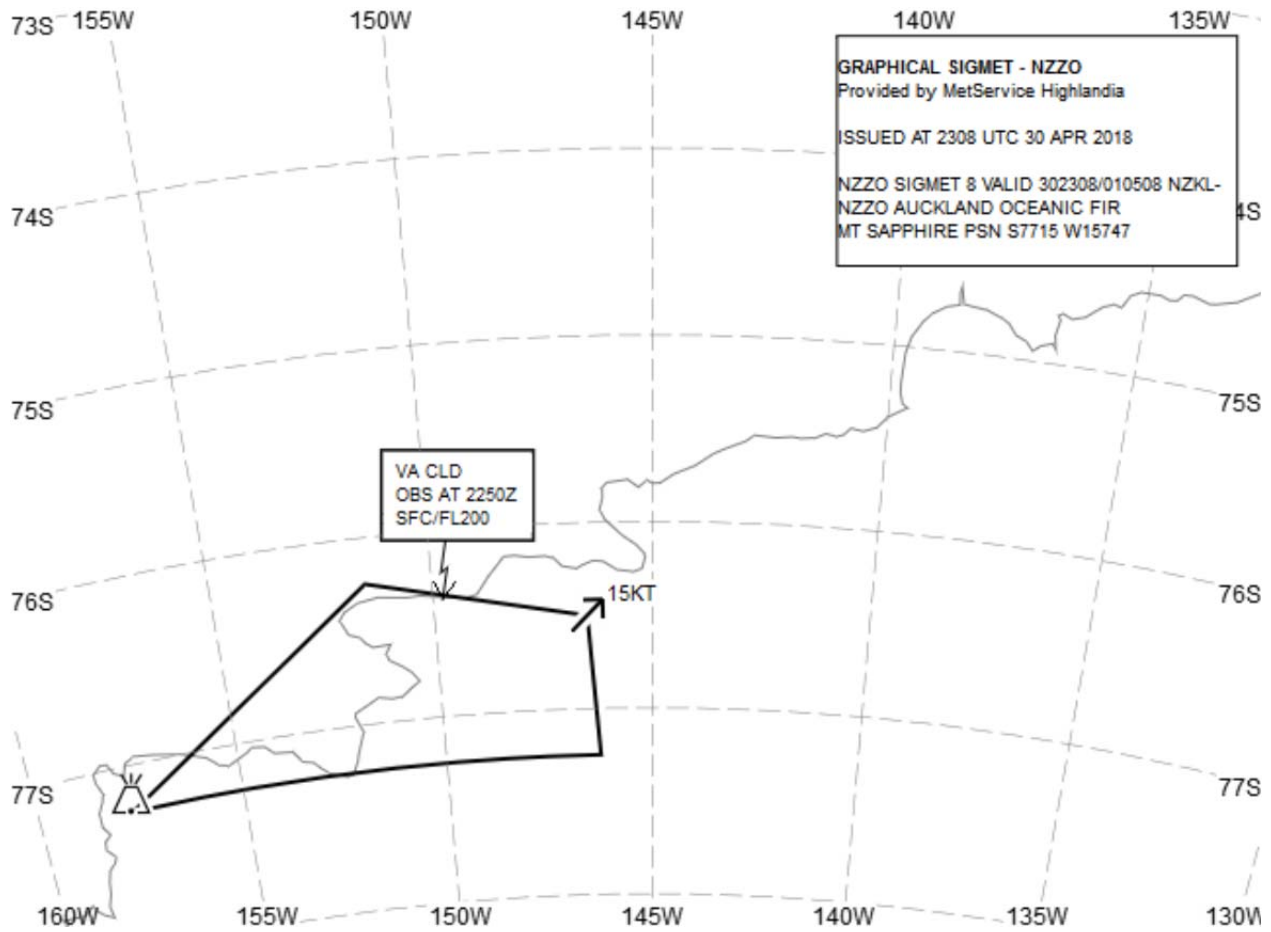 73S 155W 150W 145W 140W 135W
GRAPHICAL SIGMET - NZZO
Provided by MetService Highlandia
ISSUED AT 2308 UTC 30 APR 2018
NZZO SIGMET 8 VALID 302308/010508 NZKL-
NZZO AUCKLAND OCEANIC FIR
MT SAPPHIRE PSN S7715 W15747
74S 4S
75S 75S
VA CLD
OBS AT 2250Z
SFC/FL200
76S 15KT 76S
77S 77S
160W 155W 150W 145W 140W 135W 130W